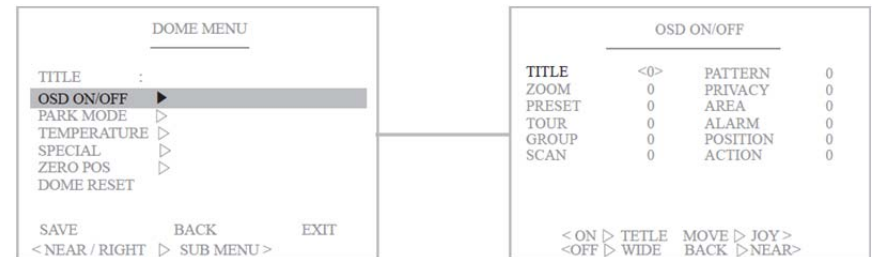 DOME MENU
TITLE :
OSD ON/OFF ▶
PARK MODE ▷
TEMPERATURE ▷
SPECIAL ▷
ZERO POS ▷
DOME RESET
SAVE BACK EXIT
< NEAR / RIGHT ▷ SUB MENU >
OSD ON/OFF
TITLE <0> PATTERN 0
ZOOM 0 PRIVACY 0
PRESET 0 AREA 0
TOUR 0 ALARM 0
GROUP 0 POSITION 0
SCAN 0 ACTION 0
< ON ▷ TETLE MOVE ▷ JOY >
<OFF ▷ WIDE BACK ▷NEAR>